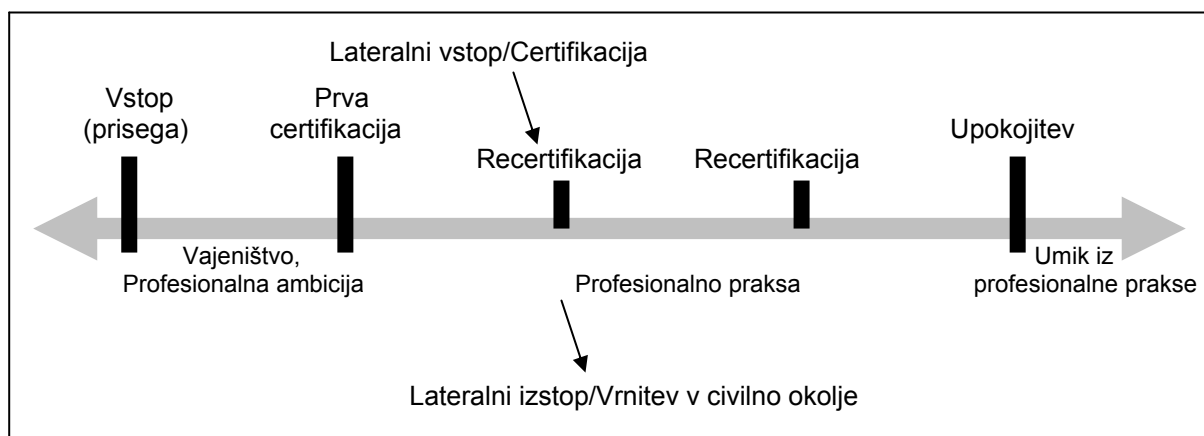 Lateralni vstop/Certifikacija
Vstop
(prisega)
Prva
certifikacija
Recertifikacija
Recertifikacija
Upokojitev
Vajeništvo,
Profesionalna ambicija
Profesionalno praksa
Umik iz
profesionalne prakse
Lateralni izstop/Vrnitev v civilno okolje